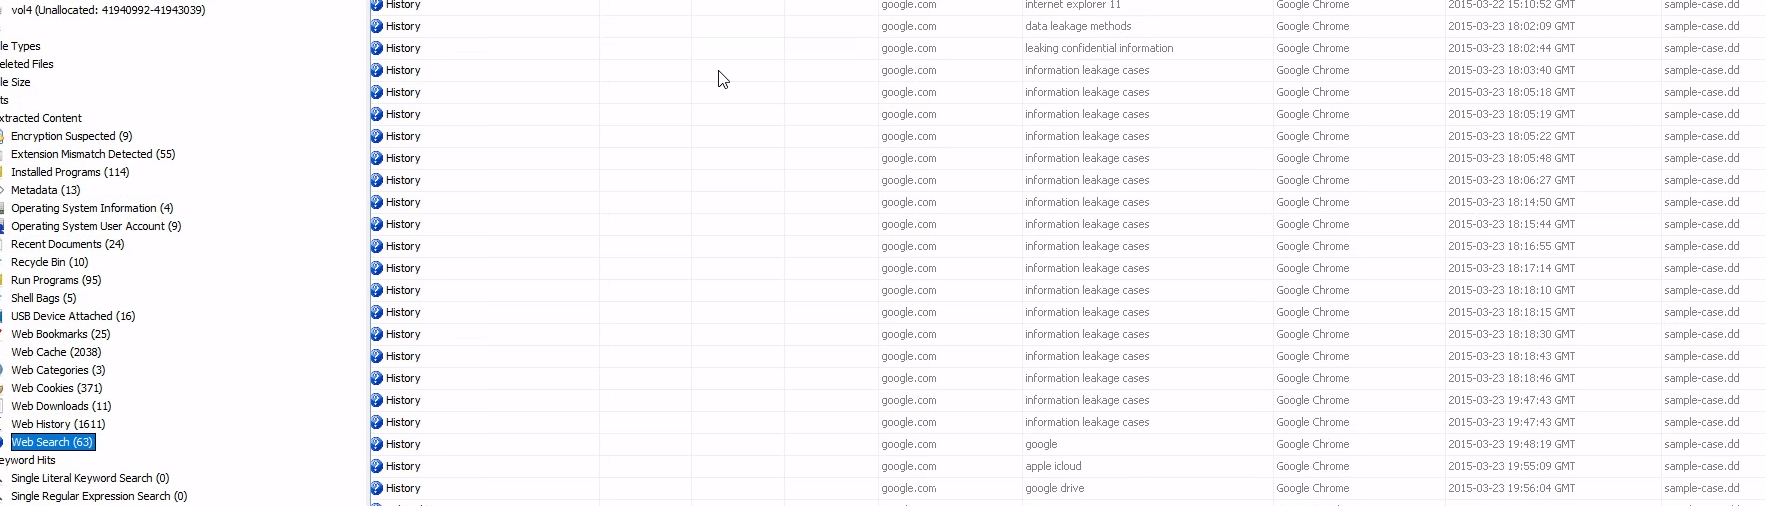 vol4 (Unallocated: 41940992-41943039)
le Types
eleted Files
le Size
ts
xtracted Content
Encryption Suspected (9)
Extension Mismatch Detected (55)
Installed Programs (114)
Metadata (13)
Operating System Information (4)
Operating System User Account (9)
Recent Documents (24)
Recycle Bin (10)
Run Programs (95)
Shell Bags (5)
USB Device Attached (16)
Web Bookmarks (25)
Web Cache (2038)
Web Categories (3)
Web Cookies (371)
Web Downloads (11)
Web History (1611)
Web Search (63)
eyword Hits
Single Literal Keyword Search (0)
Single Regular Expression Search (0)
History google.com internet explorer 11 Google Chrome 2015-03-22 15:10:52 GMT sample-case.dd
History google.com data leakage methods Google Chrome 2015-03-23 18:02:09 GMT sample-case.dd
History google.com leaking confidential information Google Chrome 2015-03-23 18:02:44 GMT sample-case.dd
History google.com information leakage cases Google Chrome 2015-03-23 18:03:40 GMT sample-case.dd
History google.com information leakage cases Google Chrome 2015-03-23 18:05:18 GMT sample-case.dd
History google.com information leakage cases Google Chrome 2015-03-23 18:05:19 GMT sample-case.dd
History google.com information leakage cases Google Chrome 2015-03-23 18:05:22 GMT sample-case.dd
History google.com information leakage cases Google Chrome 2015-03-23 18:05:48 GMT sample-case.dd
History google.com information leakage cases Google Chrome 2015-03-23 18:06:27 GMT sample-case.dd
History google.com information leakage cases Google Chrome 2015-03-23 18:14:50 GMT sample-case.dd
History google.com information leakage cases Google Chrome 2015-03-23 18:15:44 GMT sample-case.dd
History google.com information leakage cases Google Chrome 2015-03-23 18:16:55 GMT sample-case.dd
History google.com information leakage cases Google Chrome 2015-03-23 18:17:14 GMT sample-case.dd
History google.com information leakage cases Google Chrome 2015-03-23 18:18:10 GMT sample-case.dd
History google.com information leakage cases Google Chrome 2015-03-23 18:18:15 GMT sample-case.dd
History google.com information leakage cases Google Chrome 2015-03-23 18:18:30 GMT sample-case.dd
History google.com information leakage cases Google Chrome 2015-03-23 18:18:43 GMT sample-case.dd
History google.com information leakage cases Google Chrome 2015-03-23 18:18:46 GMT sample-case.dd
History google.com information leakage cases Google Chrome 2015-03-23 19:47:43 GMT sample-case.dd
History google.com information leakage cases Google Chrome 2015-03-23 19:47:43 GMT sample-case.dd
History google.com google Google Chrome 2015-03-23 19:48:19 GMT sample-case.dd
History google.com apple icloud Google Chrome 2015-03-23 19:55:09 GMT sample-case.dd
History google.com google drive Google Chrome 2015-03-23 19:56:04 GMT sample-case.dd